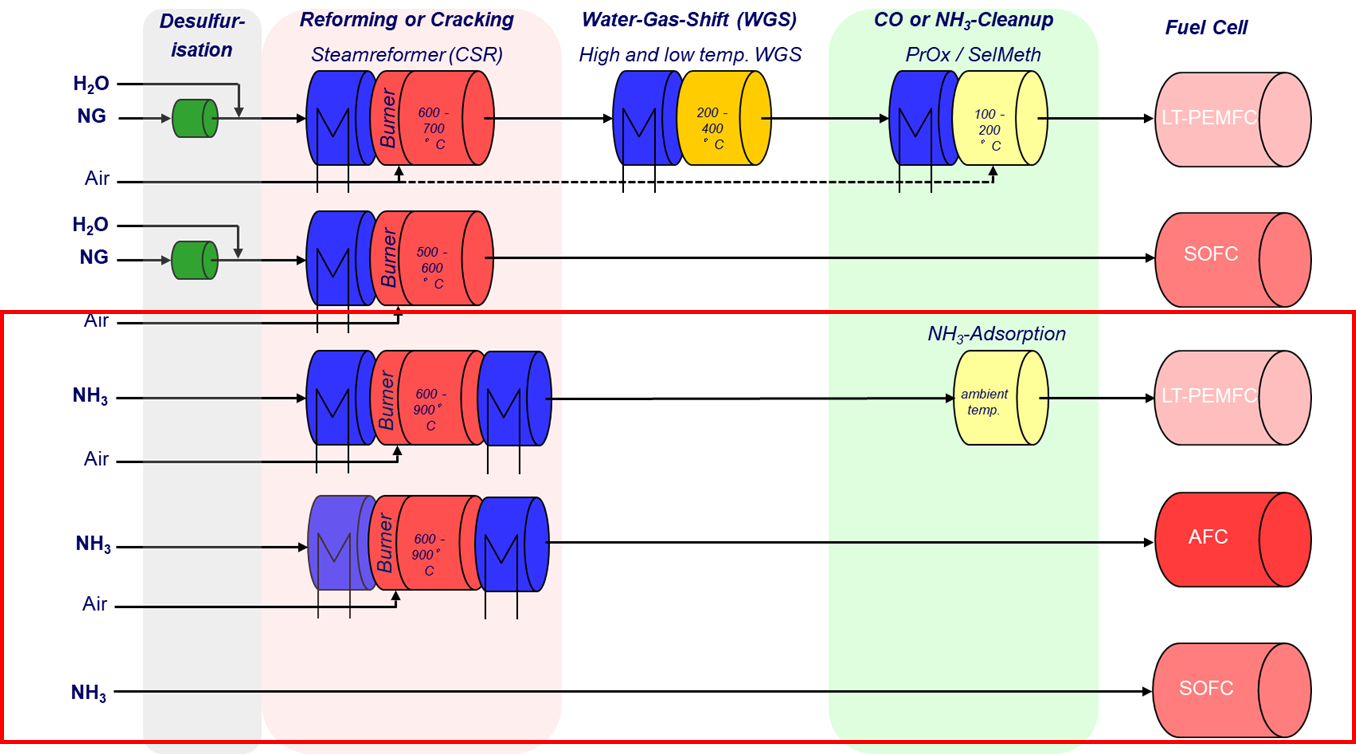 Desulfur-
isation
Reforming or Cracking
Steamreformer (CSR)
Water-Gas-Shift (WGS)
High and low temp. WGS
CO or NH₃-Cleanup
PrOx / SelMeth
Fuel Cell
H₂O
NG
Air
Burner
600 -
700
° C
200 -
400
° C
100 -
200
° C
LT-PEMFC
H₂O
NG
Air
Burner
500 -
600
° C
SOFC
NH₃
Air
Burner
600 -
900°
C
NH₃-Adsorption
ambient
temp.
LT-PEMFC
NH₃
Air
Burner
600 -
900°
C
AFC
NH₃
SOFC